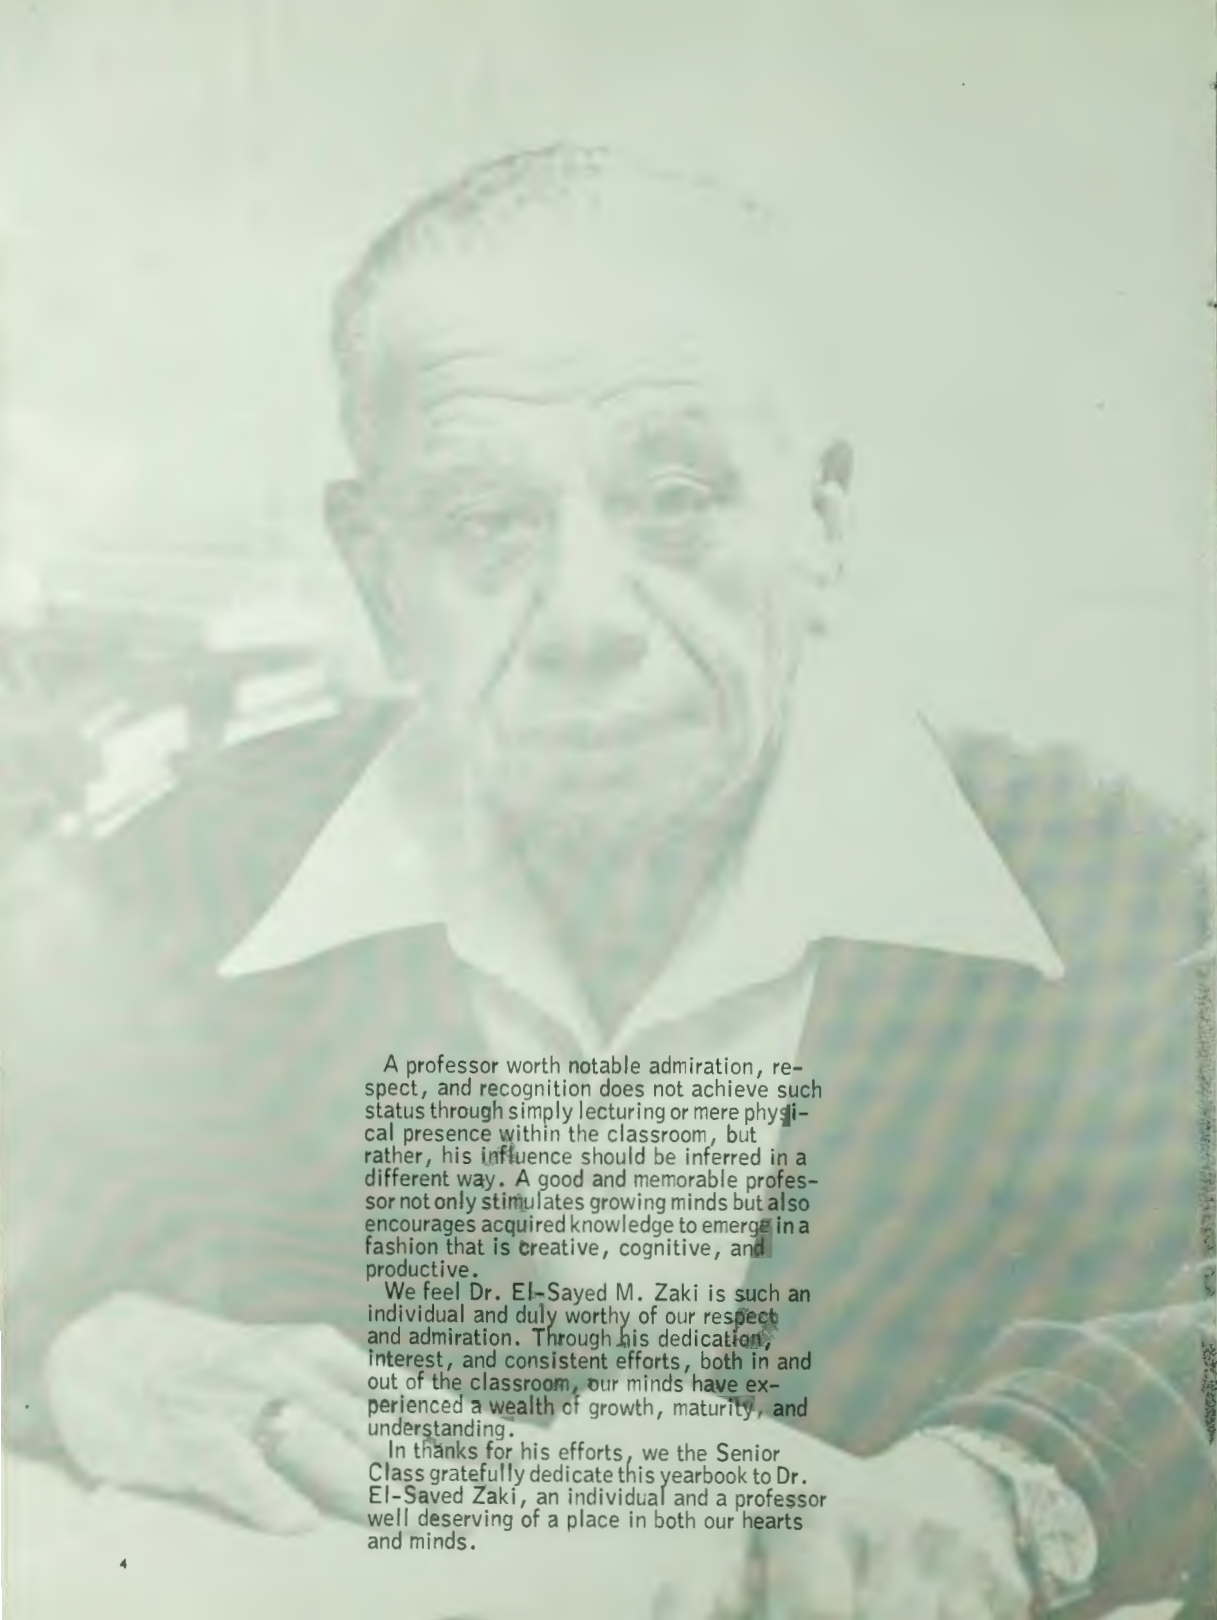 A professor worth notable admiration, re-
spect, and recognition does not achieve such
status through simply lecturing or mere physi-
cal presence within the classroom, but
rather, his influence should be inferred in a
different way. A good and memorable profes-
sor not only stimulates growing minds but also
encourages acquired knowledge to emerge in a
fashion that is creative, cognitive, and
productive.
We feel Dr. El-Sayed M. Zaki is such an
individual and duly worthy of our respect
and admiration. Through his dedication,
interest, and consistent efforts, both in and
out of the classroom, our minds have ex-
perienced a wealth of growth, maturity, and
understanding.
In thanks for his efforts, we the Senior
Class gratefully dedicate this yearbook to Dr.
El-Saved Zaki, an individual and a professor
well deserving of a place in both our hearts
and minds.
4